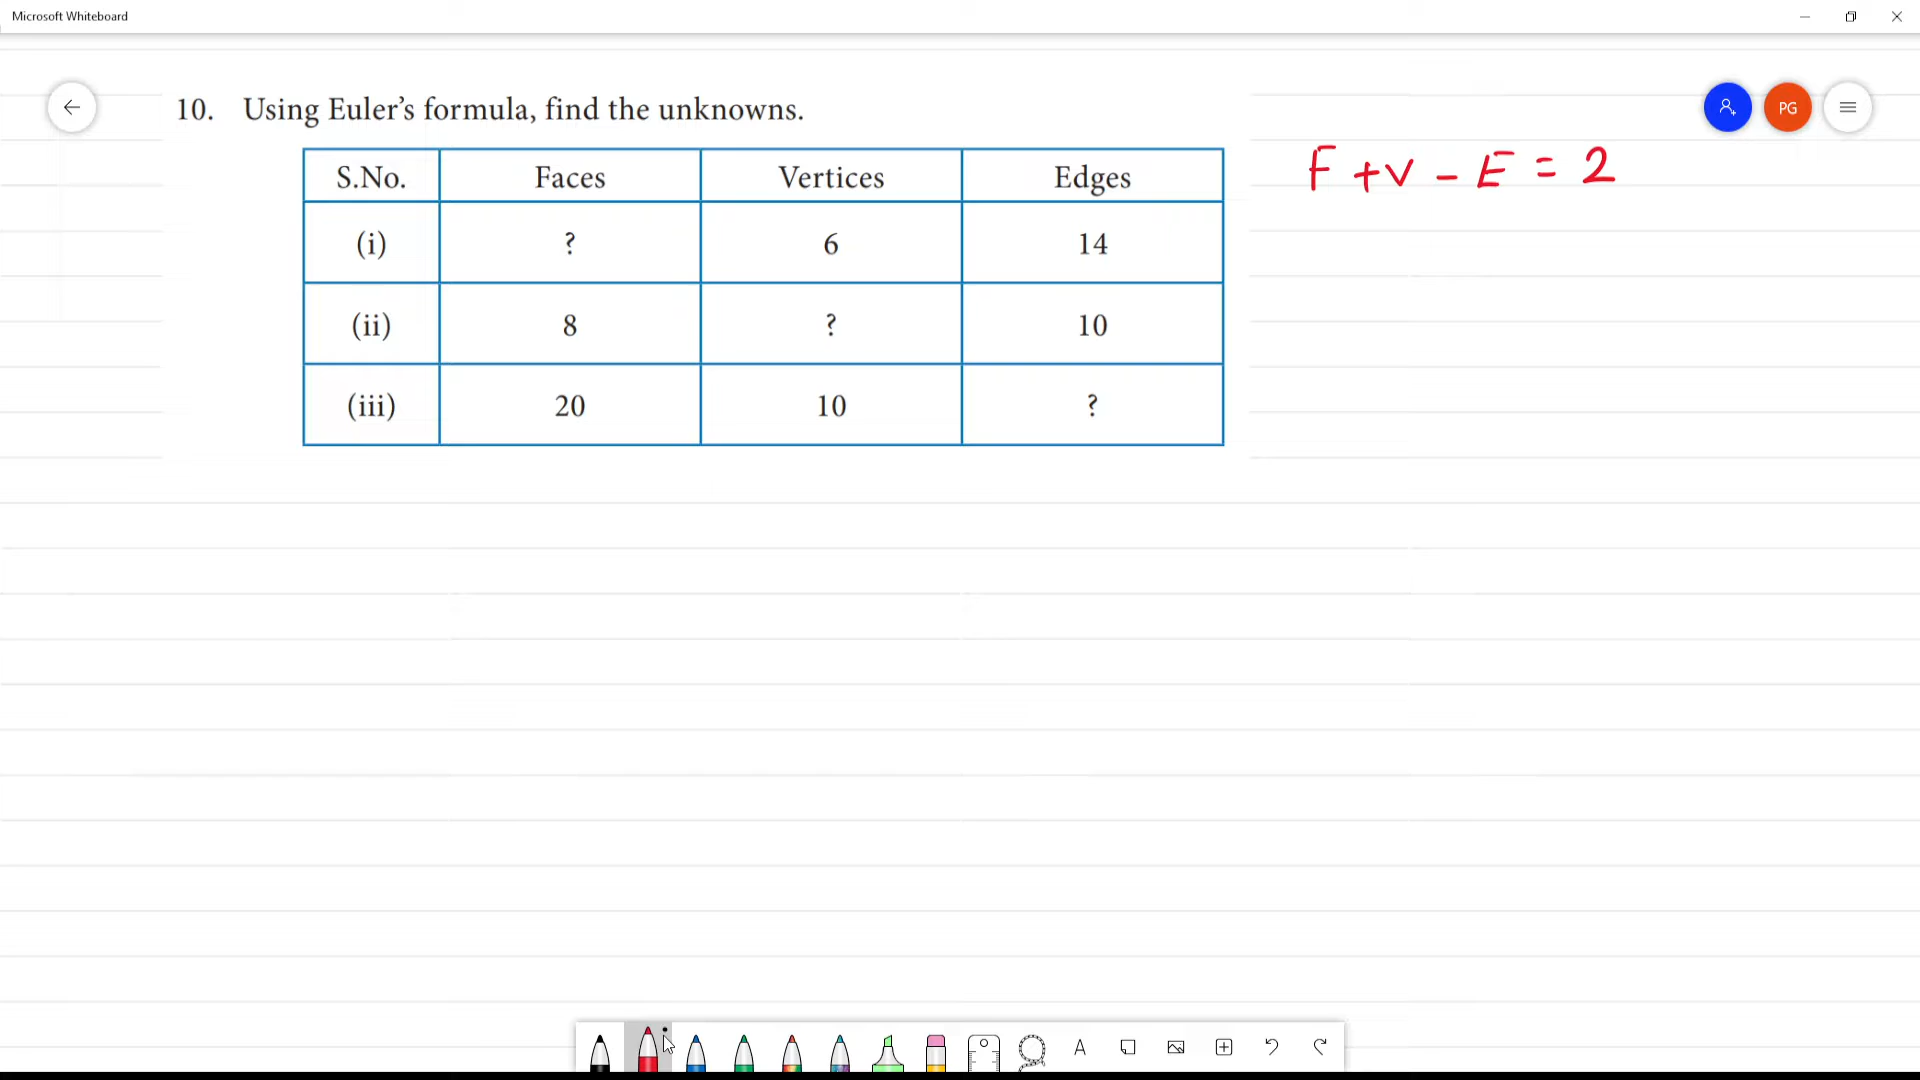 Microsoft Whiteboard
10. Using Euler's formula, find the unknowns.
PG
F + V - E = 2
S.No. Faces Vertices Edges
(i) ? 6 14
(ii) 8 ? 10
(iii) 20 10 ?
A